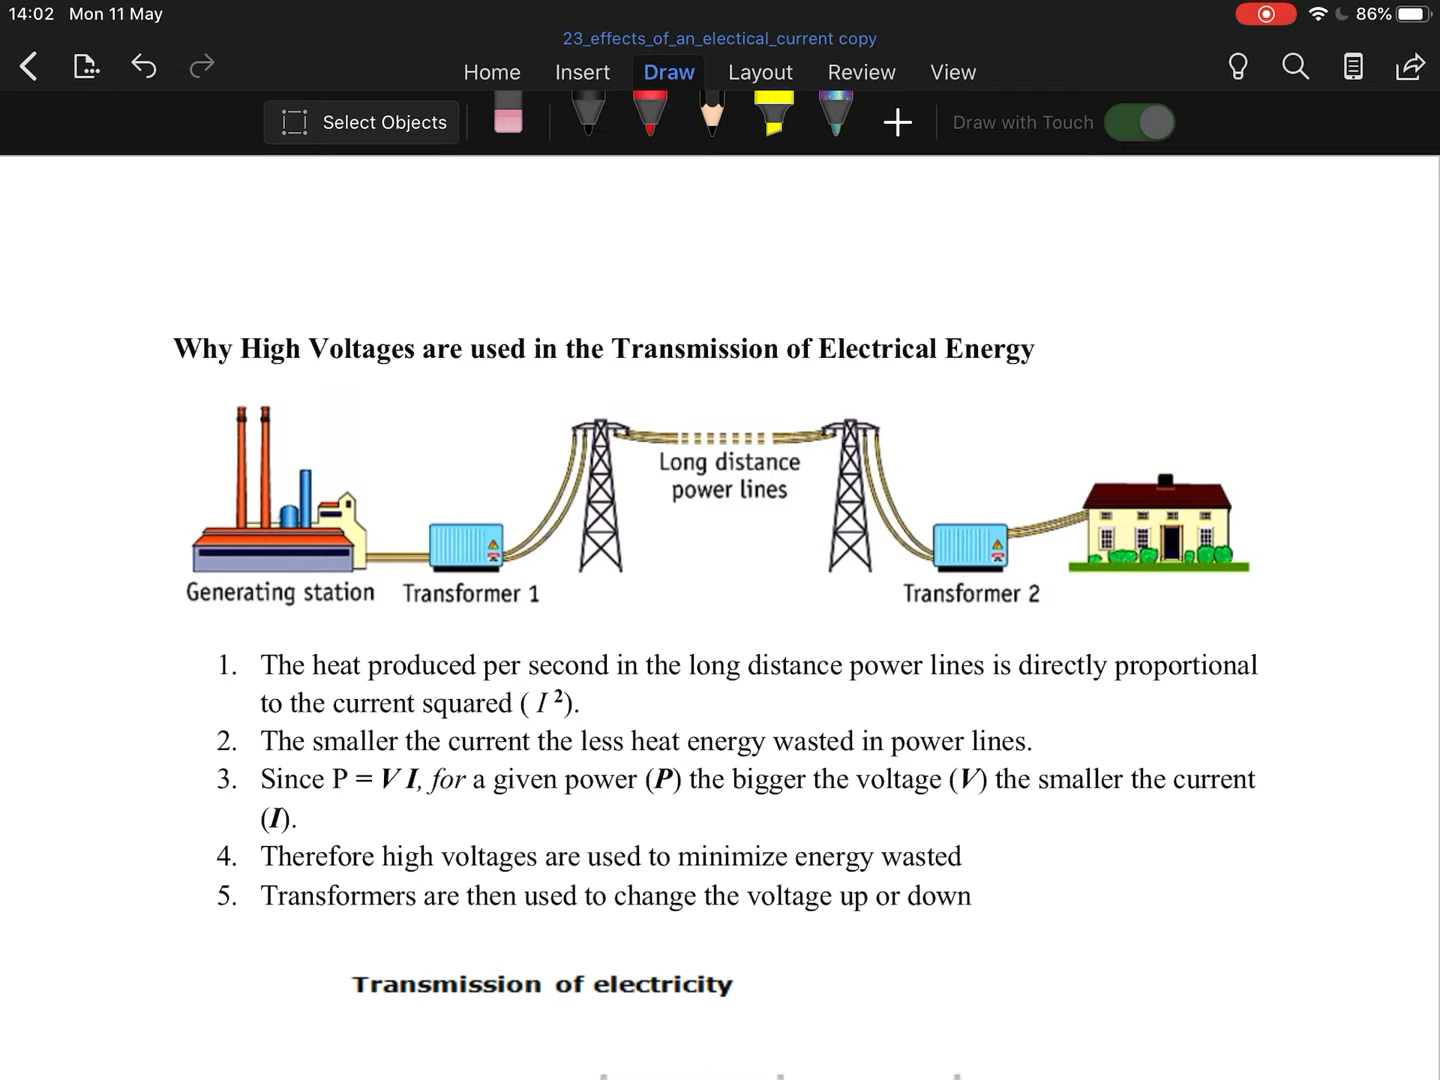 14:02 Mon 11 May
86%
23_effects_of_an_electical_current copy
Home Insert Draw Layout Review View
Select Objects
Draw with Touch
Why High Voltages are used in the Transmission of Electrical Energy
Long distance
power lines
Generating station Transformer 1 Transformer 2
1. The heat produced per second in the long distance power lines is directly proportional
to the current squared ( I ²).
2. The smaller the current the less heat energy wasted in power lines.
3. Since P = V I, for a given power (P) the bigger the voltage (V) the smaller the current
(I).
4. Therefore high voltages are used to minimize energy wasted
5. Transformers are then used to change the voltage up or down
Transmission of electricity